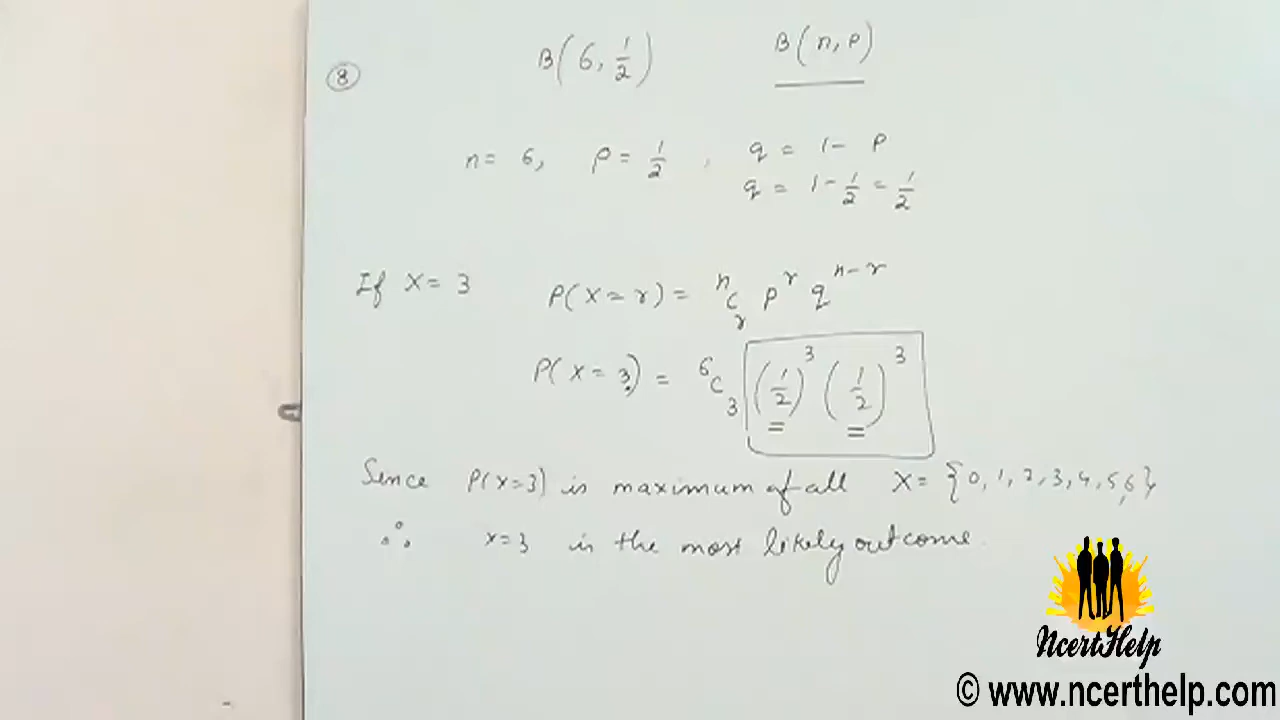 B(6, 1/2) B(n, P)
8
n = 6, p = 1/2, q = 1 - p
q = 1 - 1/2 = 1/2
If X = 3 P(X = r) = ⁿCᵣ pʳ qⁿ⁻ʳ
P(X = 3) = ⁶C₃ (1/2)³ (1/2)³
Sence P(X=3) is maximum of all X = {0, 1, 2, 3, 4, 5, 6}
∴ x=3 is the most likely outcome.
NcertHelp
© www.ncerthelp.com